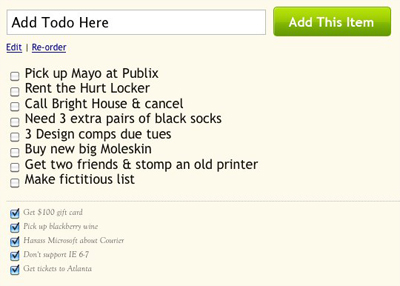 Add Todo Here
Add This Item
Edit | Re-order
Pick up Mayo at Publix
Rent the Hurt Locker
Call Bright House & cancel
Need 3 extra pairs of black socks
3 Design comps due tues
Buy new big Moleskin
Get two friends & stomp an old printer
Make fictitious list
Get $100 gift card
Pick up blackberry wine
Harass Microsoft about Courier
Don't support IE 6-7
Get tickets to Atlanta